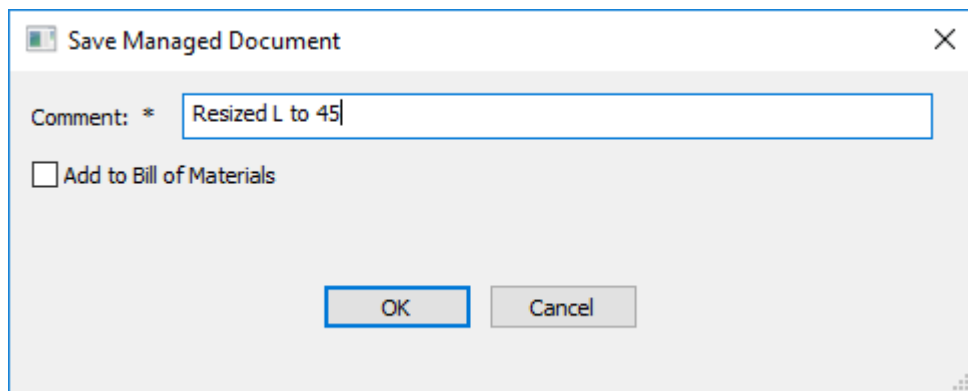 Save Managed Document
Comment: * Resized L to 45
Add to Bill of Materials
OK Cancel